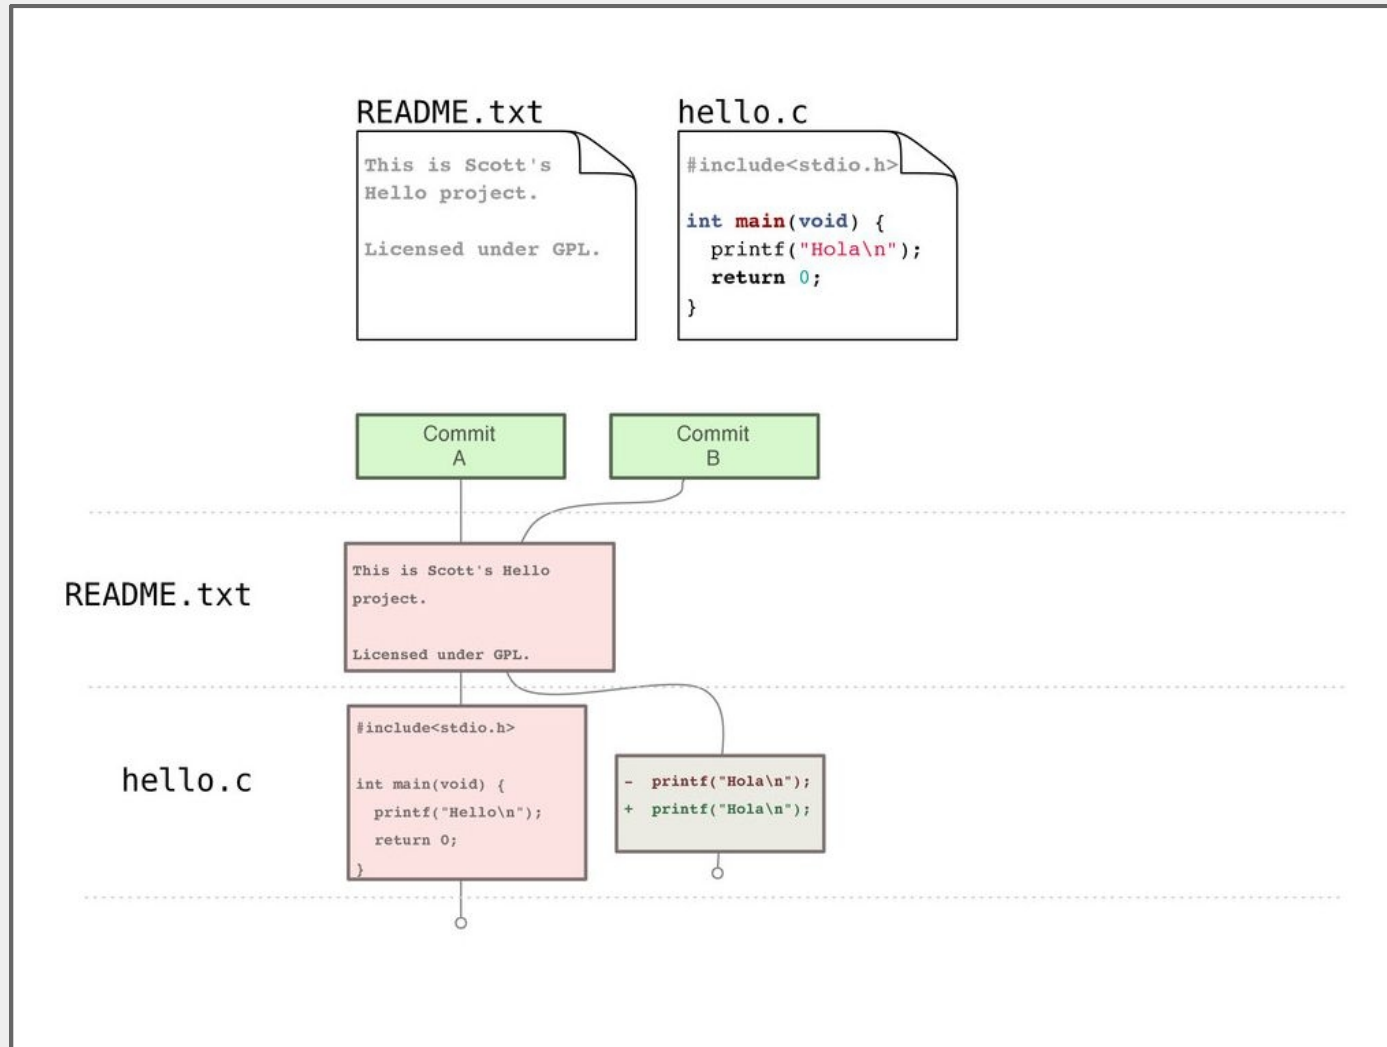 README.txt
This is Scott's
Hello project.
Licensed under GPL.
hello.c
#include<stdio.h>
int main(void) {
  printf("Hola\n");
  return 0;
}
Commit
A
Commit
B
README.txt
This is Scott's Hello
project.
Licensed under GPL.
hello.c
#include<stdio.h>
int main(void) {
  printf("Hello\n");
  return 0;
}
-  printf("Hola\n");
+  printf("Hola\n");